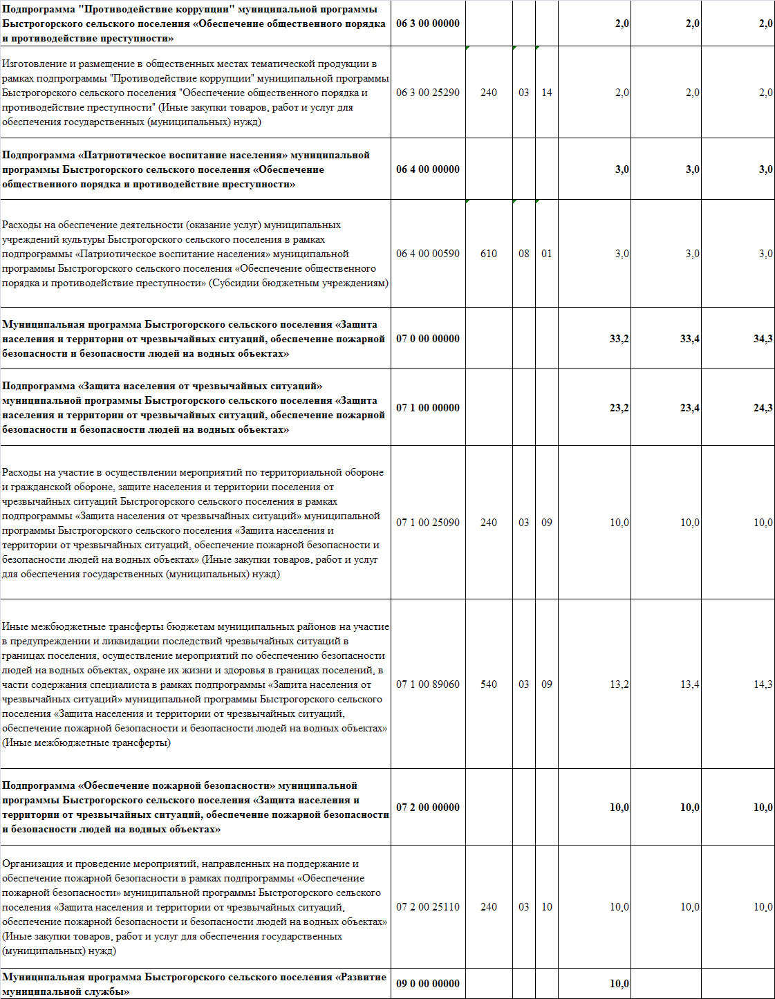 Подпрограмма "Противодействие коррупции" муниципальной программы
Быстрогорского сельского поселения «Обеспечение общественного порядка
и противодействие преступности»
06 3 00 00000 2,0 2,0 2,0
Изготовление и размещение в общественных местах тематической продукции в
рамках подпрограммы "Противодействие коррупции" муниципальной программы
Быстрогорского сельского поселения "Обеспечение общественного порядка и
противодействие преступности" (Иные закупки товаров, работ и услуг для
обеспечения государственных (муниципальных) нужд)
06 3 00 25290 240 03 14 2,0 2,0 2,0
Подпрограмма «Патриотическое воспитание населения» муниципальной
программы Быстрогорского сельского поселения «Обеспечение
общественного порядка и противодействие преступности»
06 4 00 00000 3,0 3,0 3,0
Расходы на обеспечение деятельности (оказание услуг) муниципальных
учреждений культуры Быстрогорского сельского поселения в рамках
подпрограммы «Патриотическое воспитание населения» муниципальной
программы Быстрогорского сельского поселения «Обеспечение общественного
порядка и противодействие преступности» (Субсидии бюджетным учреждениям)
06 4 00 00590 610 08 01 3,0 3,0 3,0
Муниципальная программа Быстрогорского сельского поселения «Защита
населения и территории от чрезвычайных ситуаций, обеспечение пожарной
безопасности и безопасности людей на водных объектах»
07 0 00 00000 33,2 33,4 34,3
Подпрограмма «Защита населения от чрезвычайных ситуаций»
муниципальной программы Быстрогорского сельского поселения «Защита
населения и территории от чрезвычайных ситуаций, обеспечение пожарной
безопасности и безопасности людей на водных объектах»
07 1 00 00000 23,2 23,4 24,3
Расходы на участие в осуществлении мероприятий по территориальной обороне
и гражданской обороне, защите населения и территории поселения от
чрезвычайных ситуаций Быстрогорского сельского поселения в рамках
подпрограммы «Защита населения от чрезвычайных ситуаций» муниципальной
программы Быстрогорского сельского поселения «Защита населения и
территории от чрезвычайных ситуаций, обеспечение пожарной безопасности и
безопасности людей на водных объектах» (Иные закупки товаров, работ и услуг
для обеспечения государственных (муниципальных) нужд)
07 1 00 25090 240 03 09 10,0 10,0 10,0
Иные межбюджетные трансферты бюджетам муниципальных районов на участие
в предупреждении и ликвидации последствий чрезвычайных ситуаций в
границах поселения, осуществление мероприятий по обеспечению безопасности
людей на водных объектах, охране их жизни и здоровья в границах поселений, в
части содержания специалиста в рамках подпрограммы «Защита населения от
чрезвычайных ситуаций» муниципальной программы Быстрогорского сельского
поселения «Защита населения и территории от чрезвычайных ситуаций,
обеспечение пожарной безопасности и безопасности людей на водных объектах»
(Иные межбюджетные трансферты)
07 1 00 89060 540 03 09 13,2 13,4 14,3
Подпрограмма «Обеспечение пожарной безопасности» муниципальной
программы Быстрогорского сельского поселения «Защита населения и
территории от чрезвычайных ситуаций, обеспечение пожарной безопасности
и безопасности людей на водных объектах»
07 2 00 00000 10,0 10,0 10,0
Организация и проведение мероприятий, направленных на поддержание и
обеспечение пожарной безопасности в рамках подпрограммы «Обеспечение
пожарной безопасности» муниципальной программы Быстрогорского сельского
поселения «Защита населения и территории от чрезвычайных ситуаций,
обеспечение пожарной безопасности и безопасности людей на водных объектах»
(Иные закупки товаров, работ и услуг для обеспечения государственных
(муниципальных) нужд)
07 2 00 25110 240 03 10 10,0 10,0 10,0
Муниципальная программа Быстрогорского сельского поселения «Развитие
муниципальной службы»
09 0 00 00000 10,0